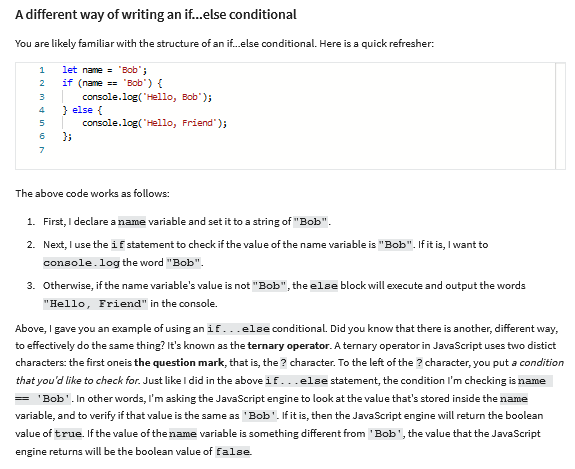 A different way of writing an if...else conditional
You are likely familiar with the structure of an if...else conditional. Here is a quick refresher:
1 let name = 'Bob';
2 if (name == 'Bob') {
3 console.log('Hello, Bob');
4 } else {
5 console.log('Hello, Friend');
6 };
7
The above code works as follows:
1. First, I declare a name variable and set it to a string of "Bob".
2. Next, I use the if statement to check if the value of the name variable is "Bob". If it is, I want to
console.log the word "Bob".
3. Otherwise, if the name variable's value is not "Bob", the else block will execute and output the words
"Hello, Friend" in the console.
Above, I gave you an example of using an if...else conditional. Did you know that there is another, different way,
to effectively do the same thing? It's known as the ternary operator. A ternary operator in JavaScript uses two distict
characters: the first oneis the question mark, that is, the ? character. To the left of the ? character, you put a condition
that you'd like to check for. Just like I did in the above if...else statement, the condition I'm checking is name
== 'Bob'. In other words, I'm asking the JavaScript engine to look at the value that's stored inside the name
variable, and to verify if that value is the same as 'Bob'. If it is, then the JavaScript engine will return the boolean
value of true. If the value of the name variable is something different from 'Bob', the value that the JavaScript
engine returns will be the boolean value of false.